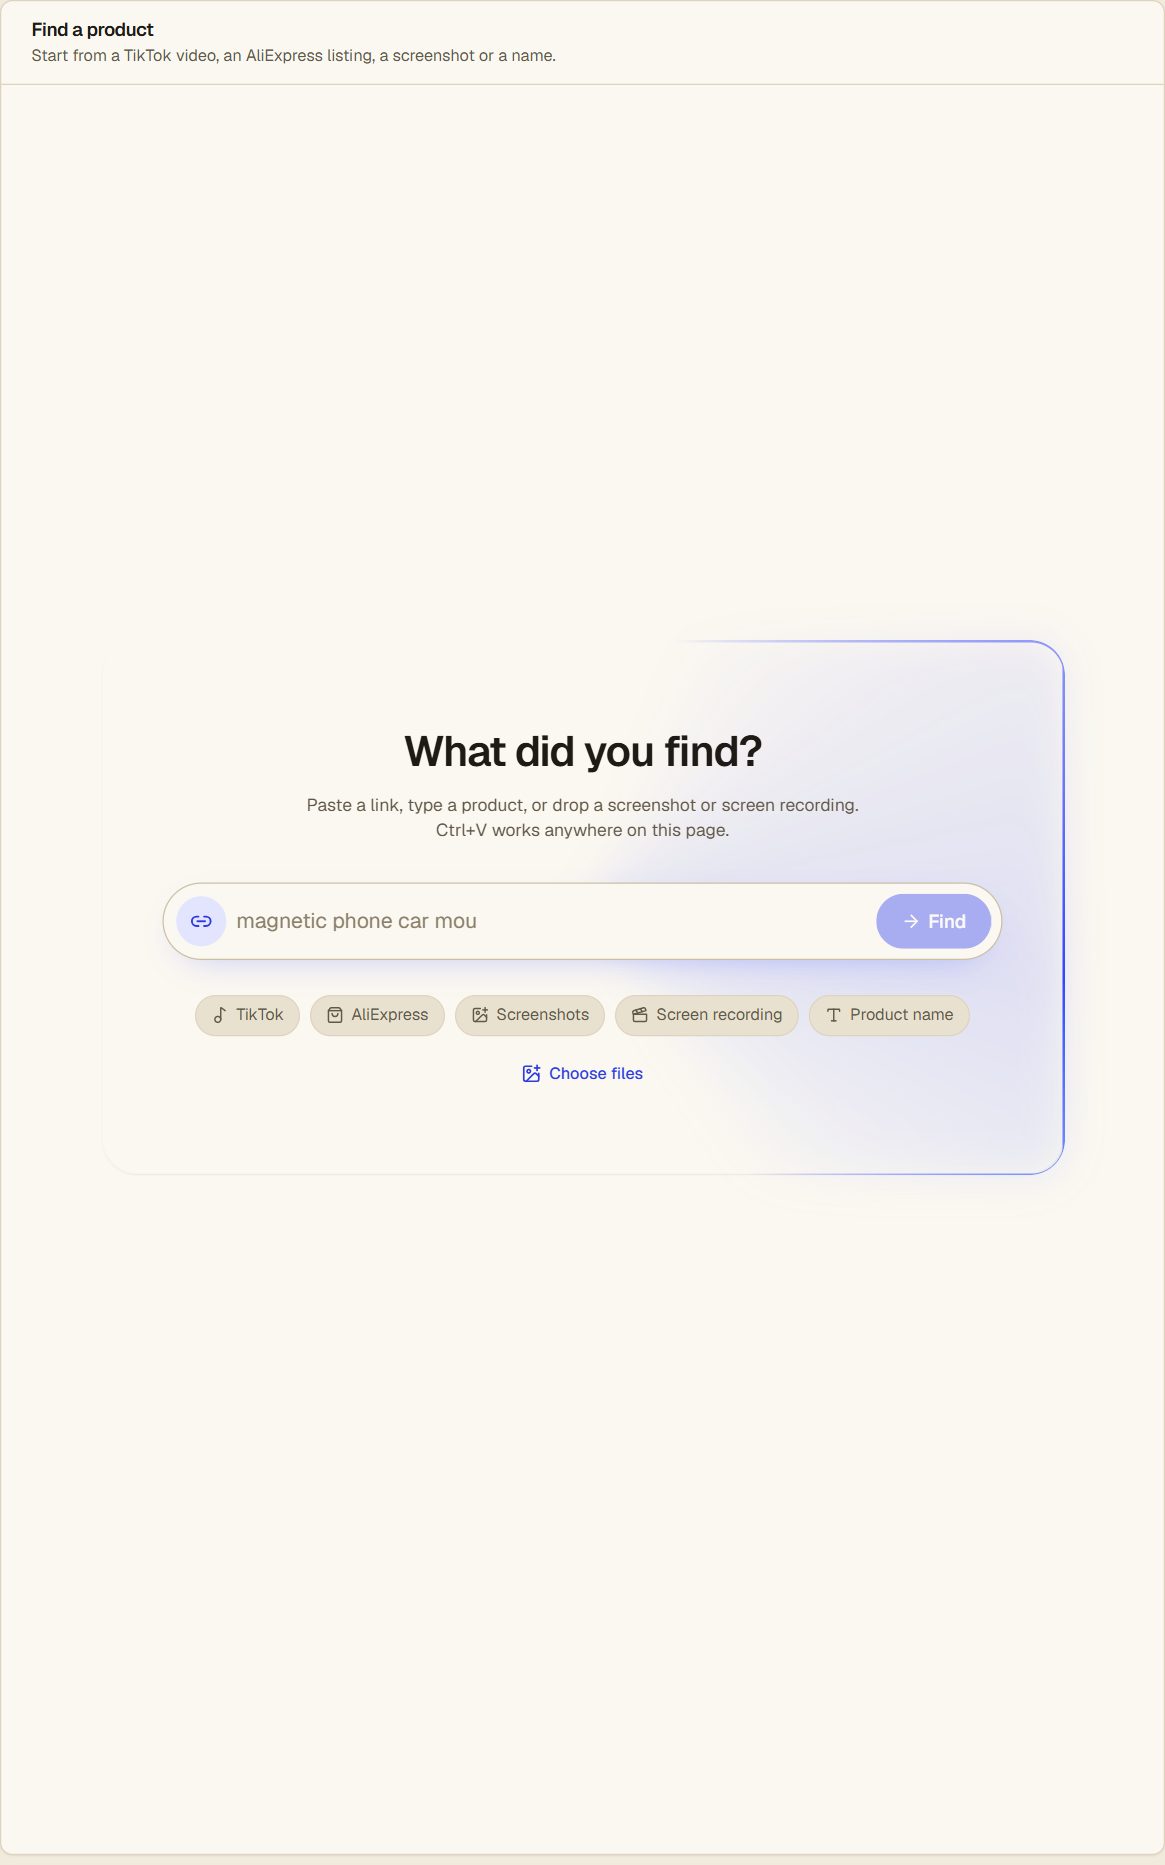 Find a product
Start from a TikTok video, an AliExpress listing, a screenshot or a name.
What did you find?
Paste a link, type a product, or drop a screenshot or screen recording.
Ctrl+V works anywhere on this page.
magnetic phone car mou
Find
TikTok
AliExpress
Screenshots
Screen recording
Product name
Choose files